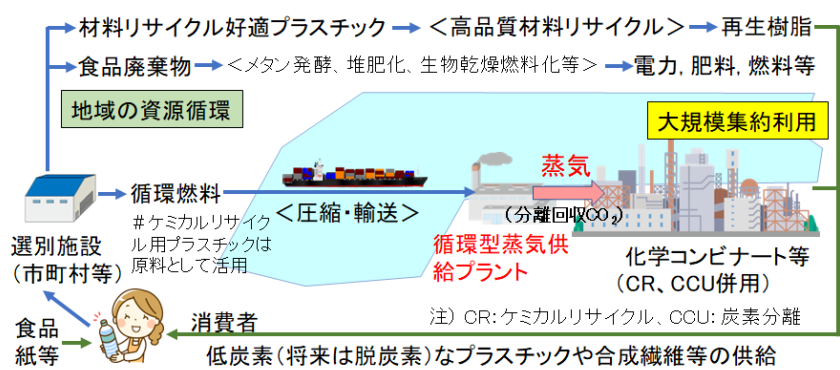 材料リサイクル好適プラスチック
＜高品質材料リサイクル＞
再生樹脂
食品廃棄物
＜メタン発酵、堆肥化、生物乾燥燃料化等＞
電力，肥料，燃料等
地域の資源循環
大規模集約利用
蒸気
循環燃料
＜圧縮・輸送＞
（分離回収CO₂）
＃ケミカルリサイク
ル用プラスチックは
原料として活用
選別施設
（市町村等）
循環型蒸気供
給プラント
化学コンビナート等
（CR、CCU併用）
注） CR：ケミカルリサイクル、CCU：炭素分離
食品
紙等
消費者
低炭素（将来は脱炭素）なプラスチックや合成繊維等の供給